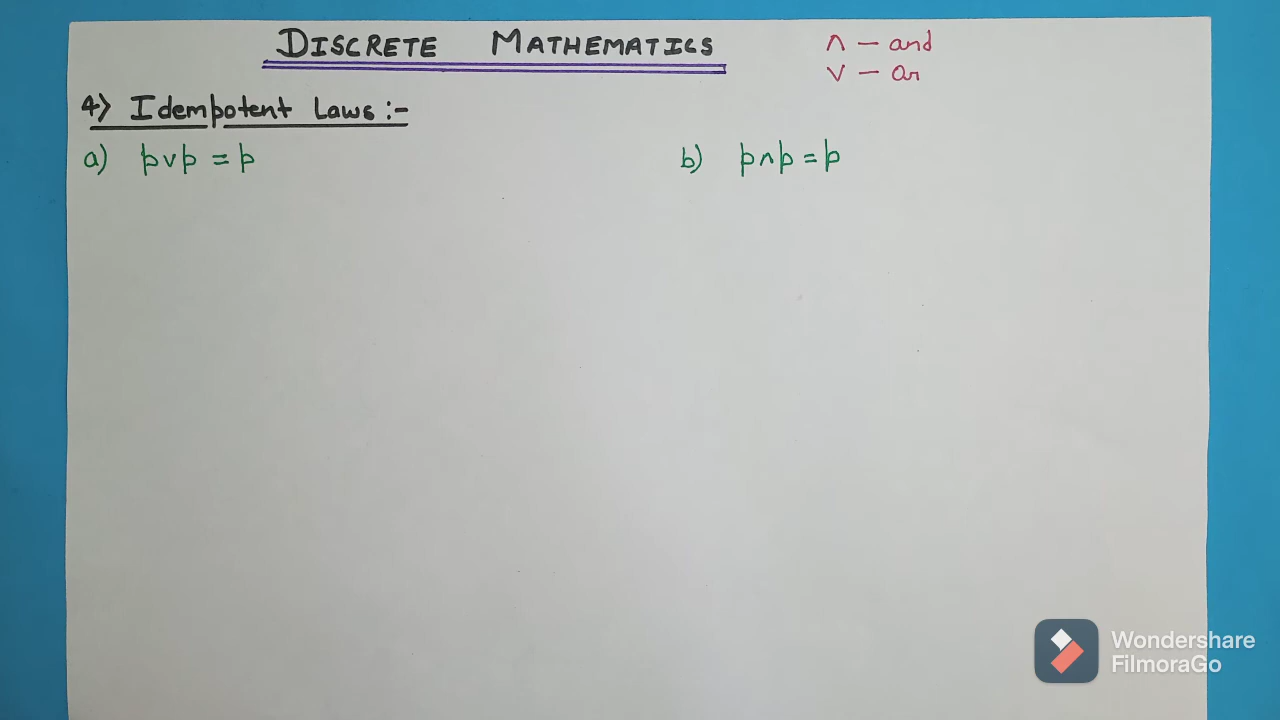 DISCRETE MATHEMATICS
∧ – and
∨ – or
4) Idempotent Laws :-
a) p∨p = p
b) p∧p = p
Wondershare
FilmoraGo